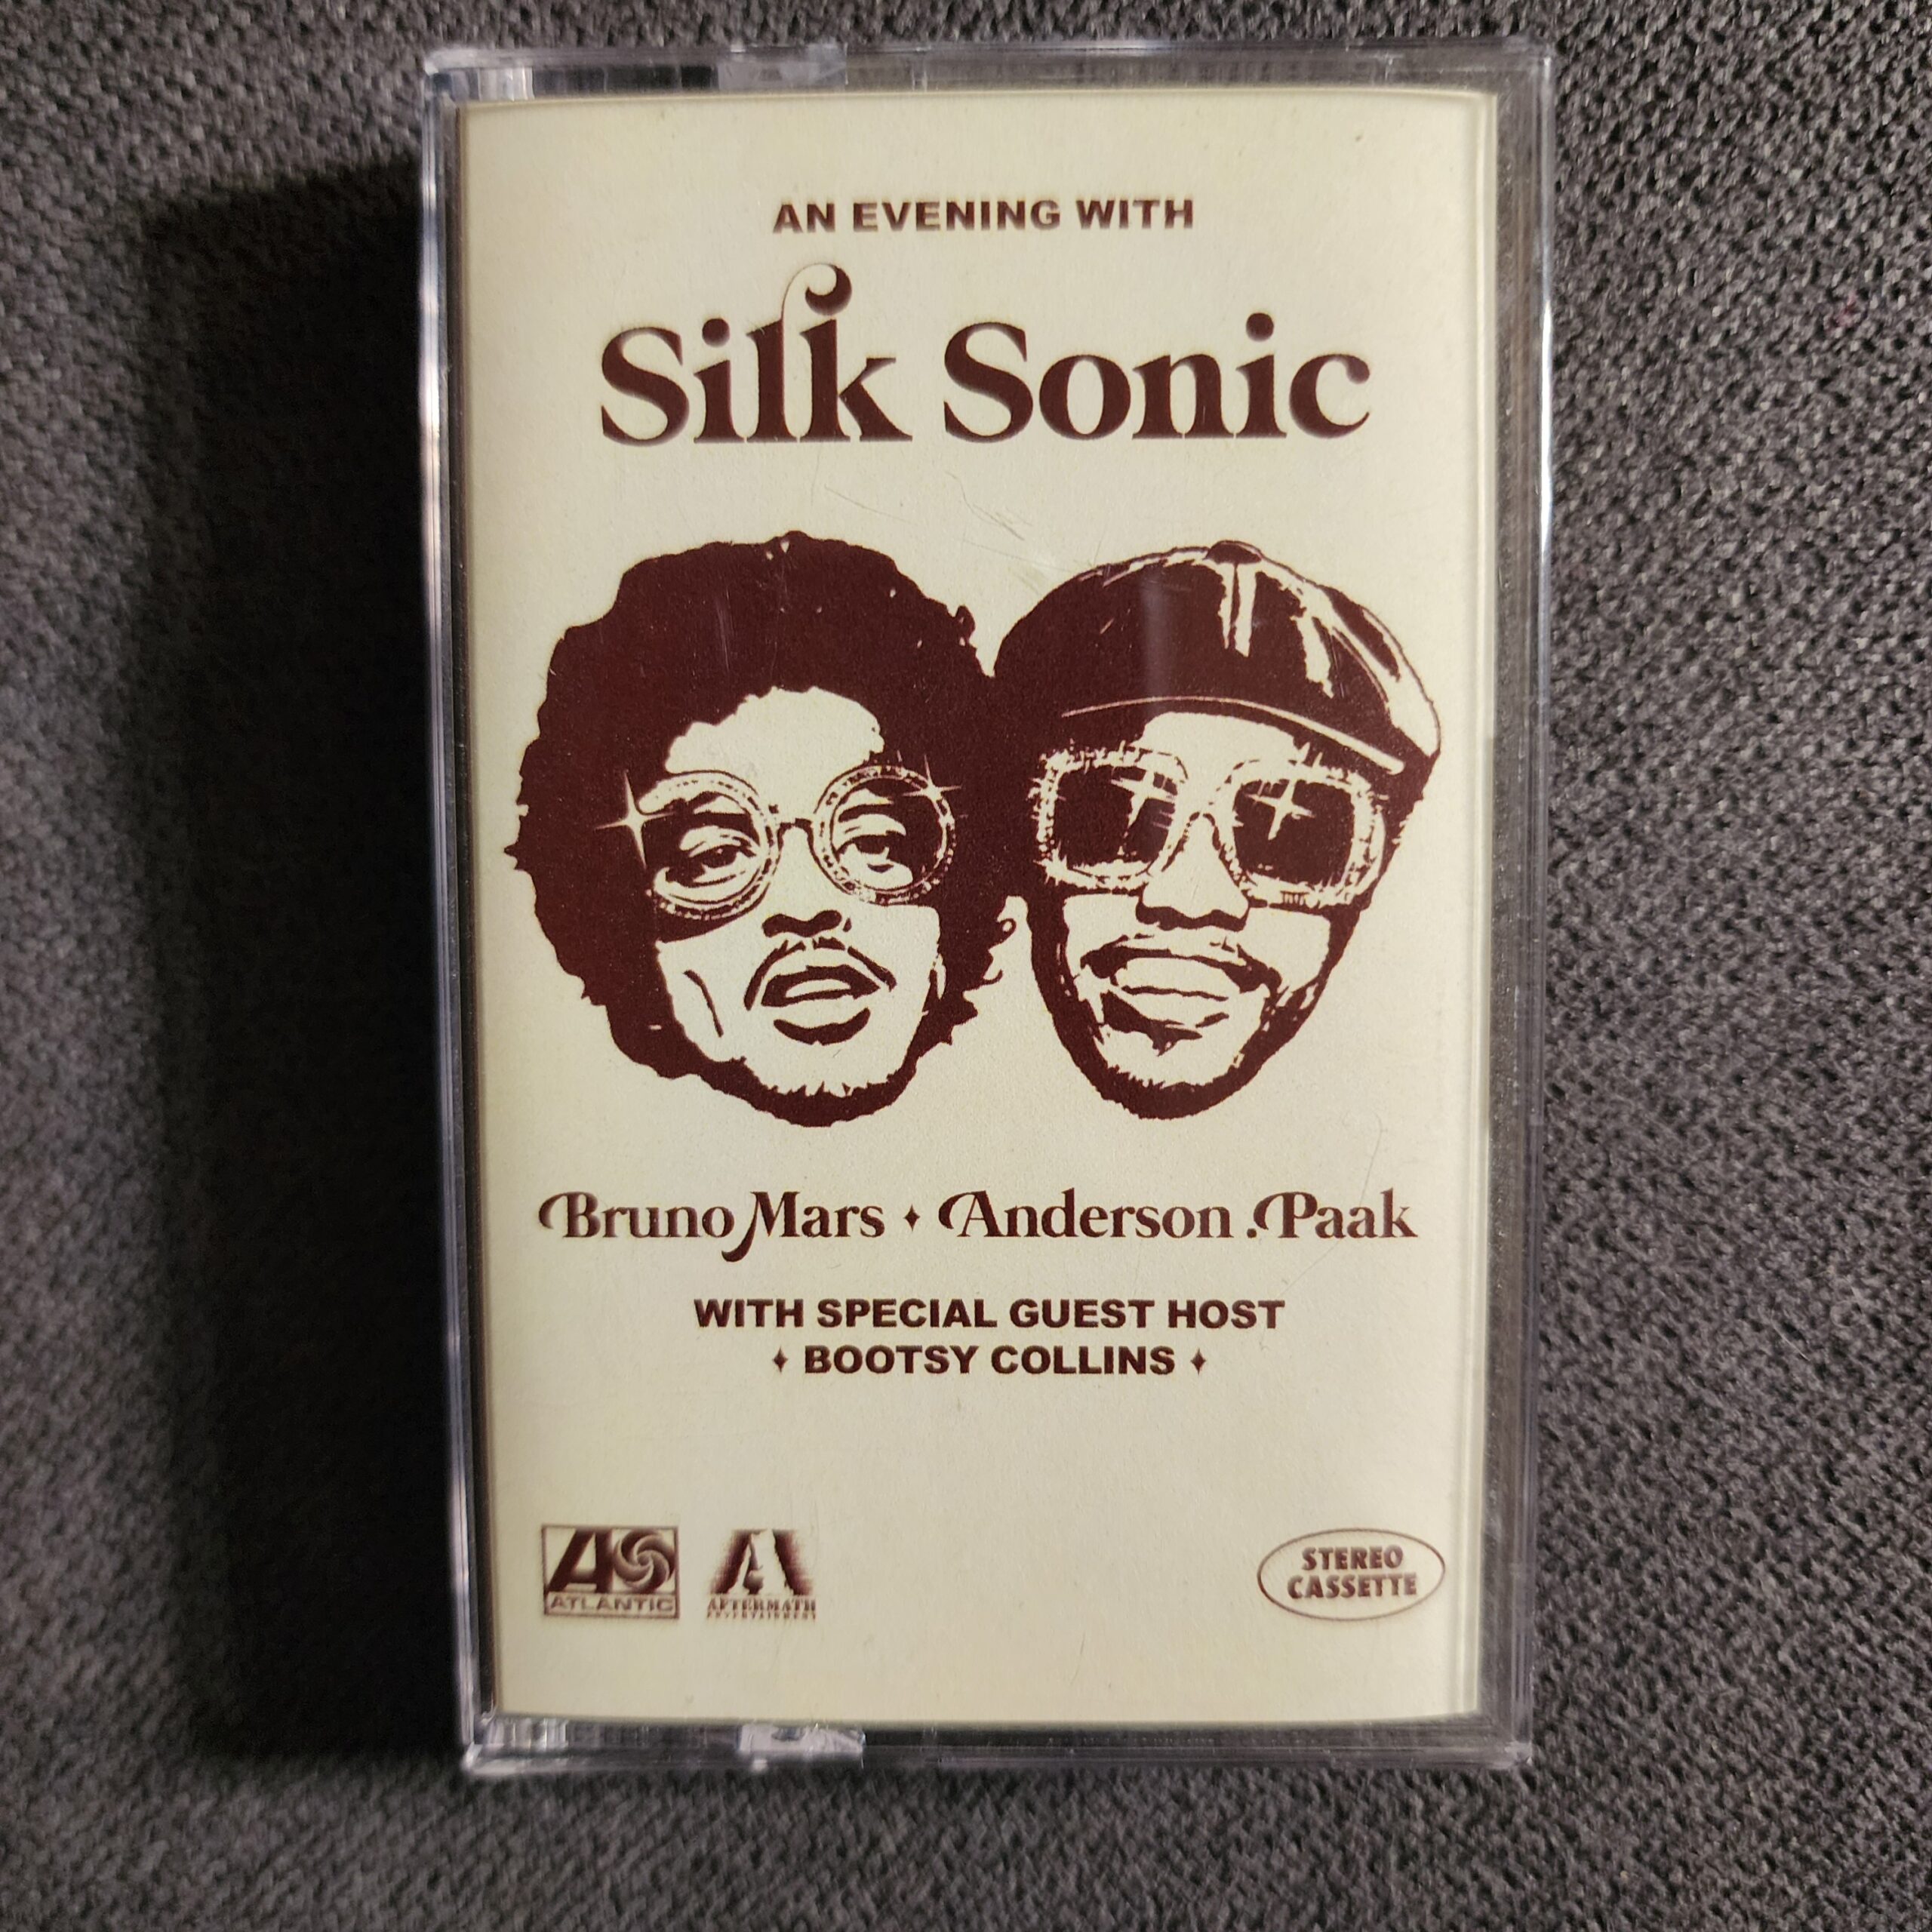 AN EVENING WITH
Silk Sonic
Bruno Mars ✦ Anderson .Paak
WITH SPECIAL GUEST HOST
✦ BOOTSY COLLINS ✦
ATLANTIC
AFTERMATH
ENTERTAINMENT
STEREO
CASSETTE